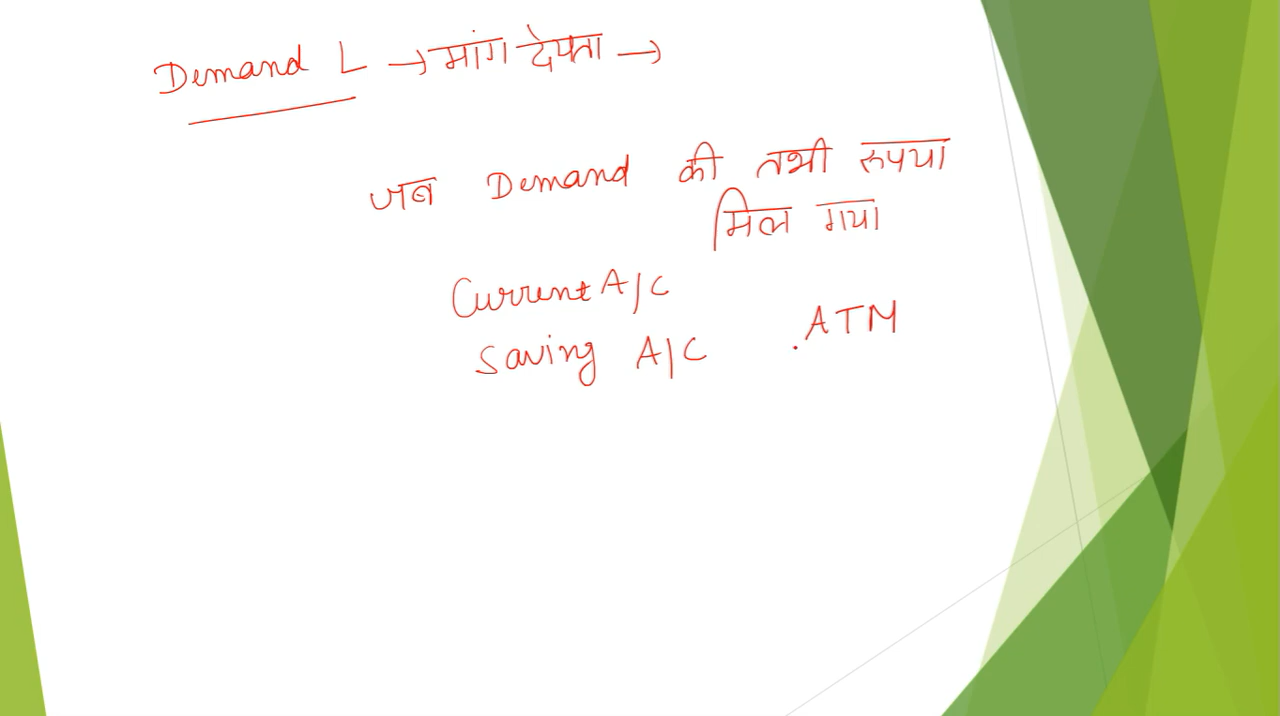 Demand L → मांग देयता →
जब Demand की तभी रुपया
मिल गया
Current A/C
Saving A/C . ATM